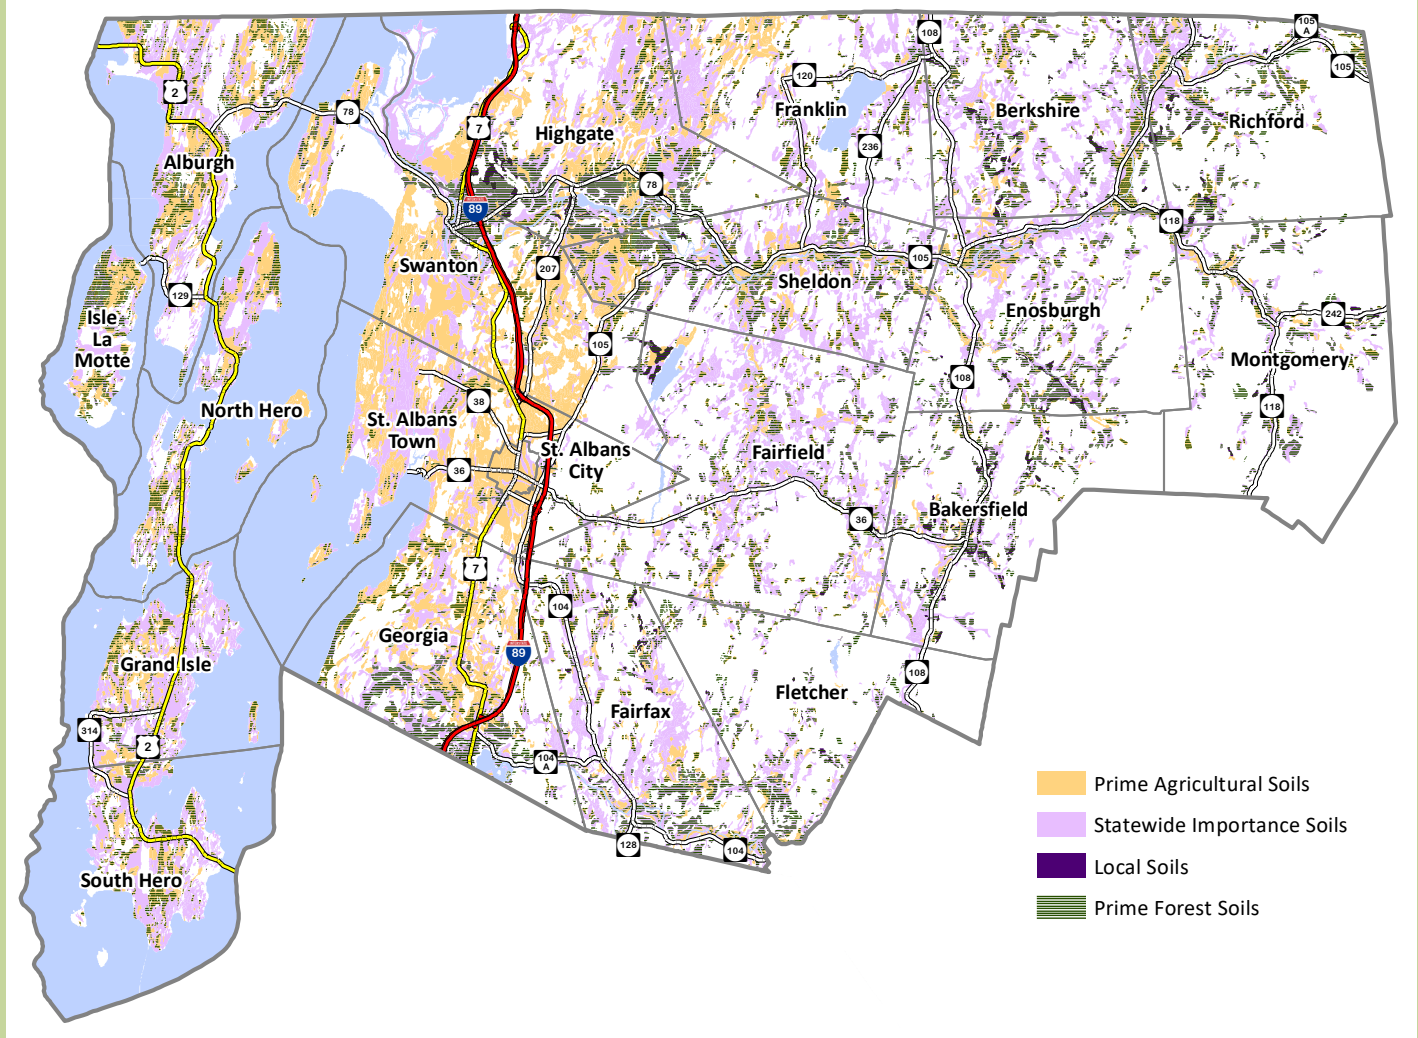 105
A
108
105
120
2
78
Franklin
Berkshire
Richford
7
Highgate
236
Alburgh
78
89
118
Swanton
207
105
Sheldon
129
Isle
La
Motte
Enosburgh
242
105
Montgomery
108
38
118
North Hero
St. Albans
Town
St. Albans
City
Fairfield
36
36
Bakersfield
7
104
Georgia
89
Grand Isle
108
Fletcher
Fairfax
314
2
104
A
Prime Agricultural Soils
Statewide Importance Soils
128
104
Local Soils
South Hero
Prime Forest Soils